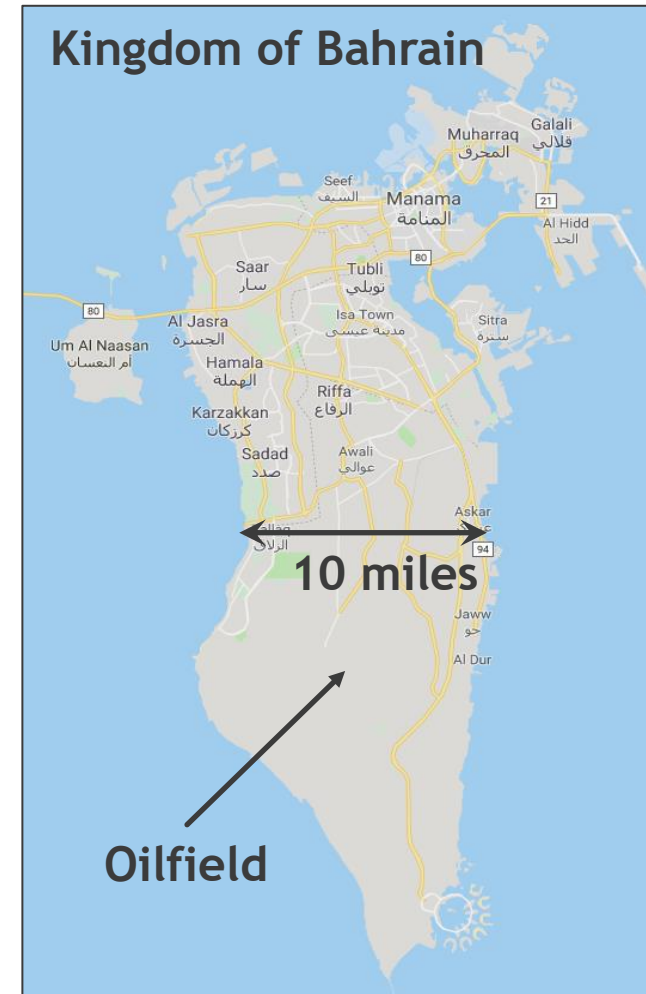 Kingdom of Bahrain
Galali
قلالي
Muharraq
المحرق
Seef
السيف
Manama
المنامة
21
Al Hidd
الحد
80
Saar
سار
Tubli
توبلي
80
Isa Town
مدينة عيسى
Sitra
سترة
Al Jasra
الجسرة
Um Al Naasan
أم النعسان
Hamala
الهملة
Riffa
الرفاع
Karzakkan
كرزكان
Sadad
صدد
Awali
عوالي
Askar
الزلاق
94
10 miles
Jaww
جو
Al Dur
Oilfield